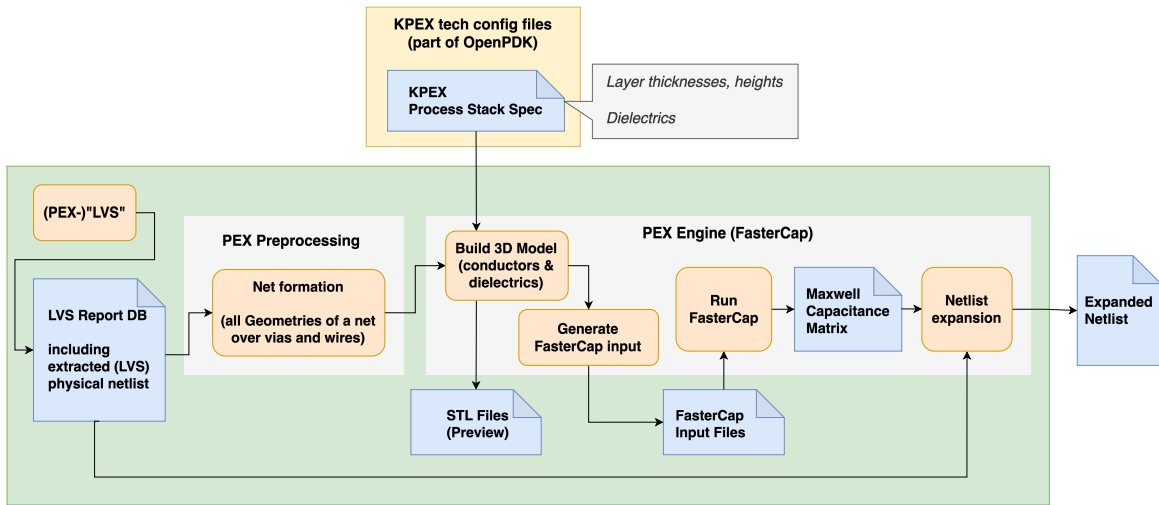 KPEX tech config files
(part of OpenPDK)
KPEX
Process Stack Spec
Layer thicknesses, heights
Dielectrics
(PEX-)"LVS"
PEX Preprocessing
Net formation
(all Geometries of a net
over vias and wires)
LVS Report DB
including
extracted (LVS)
physical netlist
PEX Engine (FasterCap)
Build 3D Model
(conductors &
dielectrics)
Generate
FasterCap input
STL Files
(Preview)
FasterCap
Input Files
Run
FasterCap
Maxwell
Capacitance
Matrix
Netlist
expansion
Expanded
Netlist